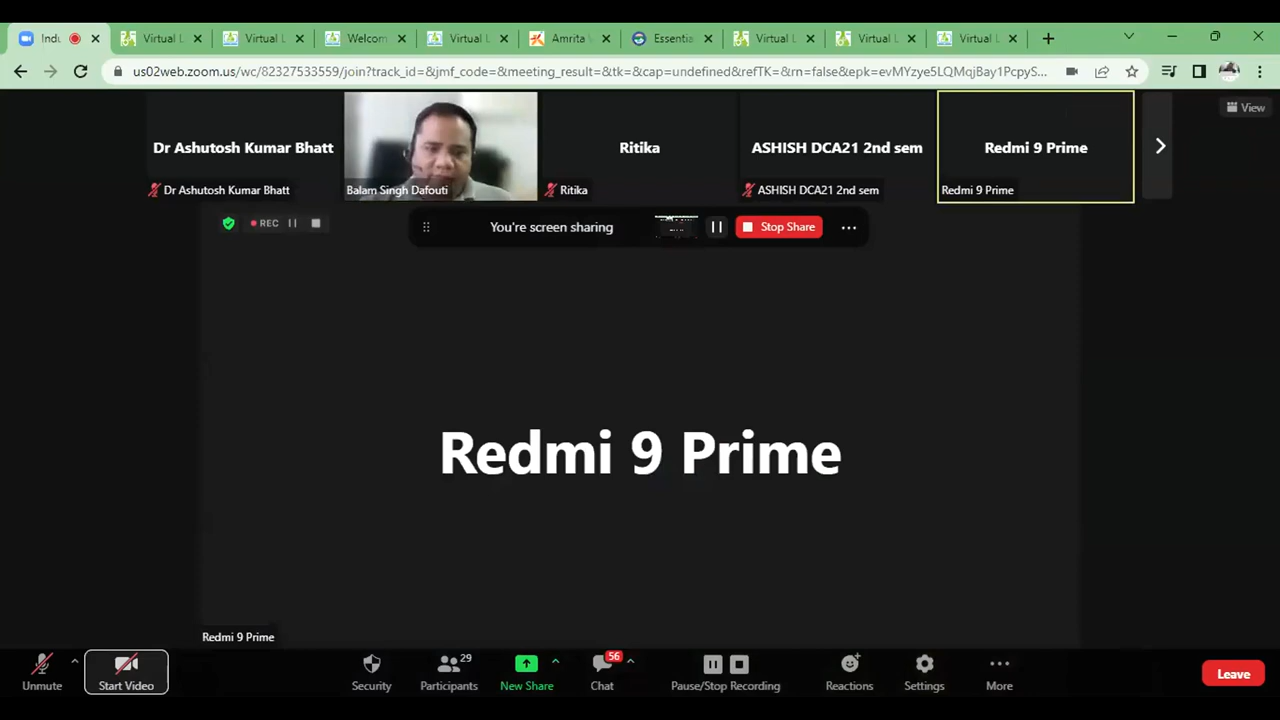 Indu
Virtual L
Virtual L
Welcom
Virtual L
Amrita V
Essentia
Virtual L
Virtual L
Virtual L
us02web.zoom.us/wc/82327533559/join?track_id=&jmf_code=&meeting_result=&tk=&cap=undefined&refTK=&rn=false&epk=evMYzye5LQMqjBay1PcpyS...
View
Dr Ashutosh Kumar Bhatt
Ritika
ASHISH DCA21 2nd sem
Redmi 9 Prime
Dr Ashutosh Kumar Bhatt
Balam Singh Dafouti
Ritika
ASHISH DCA21 2nd sem
Redmi 9 Prime
REC
You're screen sharing
Stop Share
Redmi 9 Prime
Redmi 9 Prime
Unmute
Start Video
Security
29
Participants
New Share
56
Chat
Pause/Stop Recording
Reactions
Settings
More
Leave